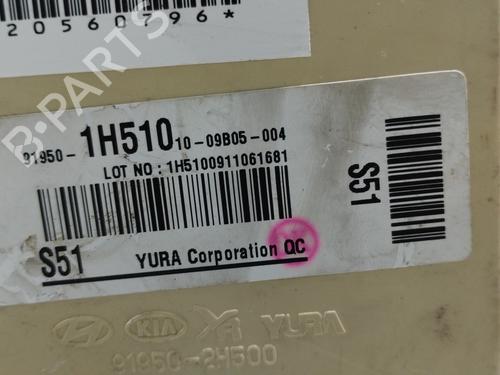 20560796*
91950-1H510 10-09B05-004
LOT NO : 1H5100911061681
S51
S51
YURA Corporation QC
KIA YR YURA
91950-2H500
B-PARTS